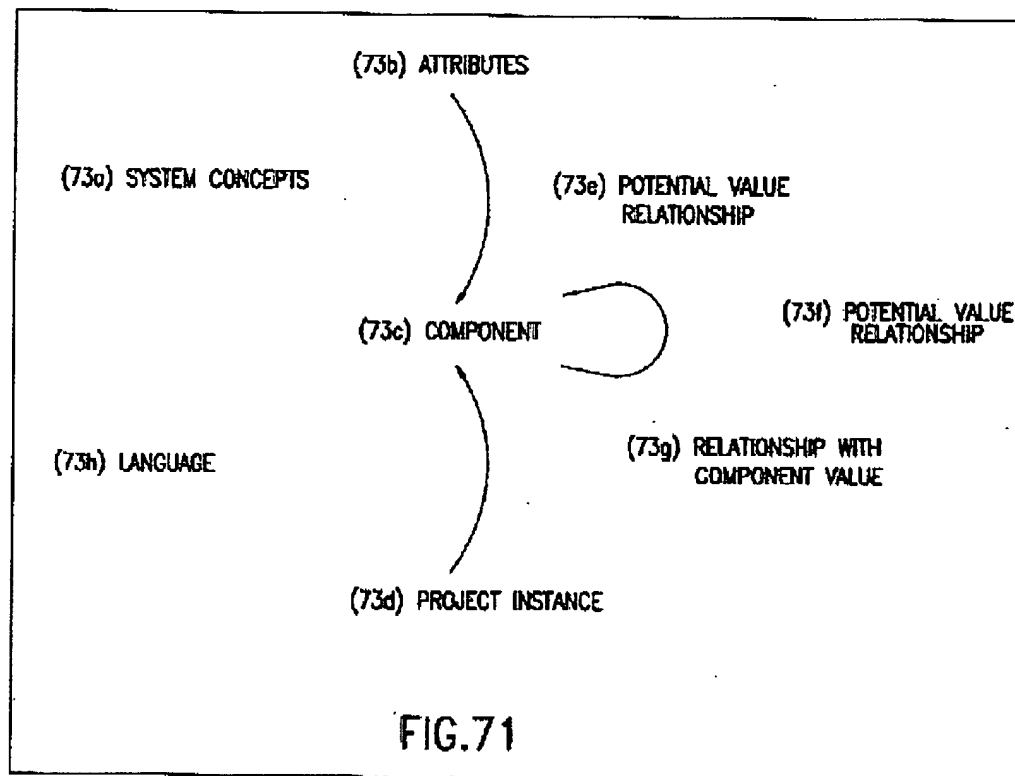 (73b) ATTRIBUTES
(73a) SYSTEM CONCEPTS
(73e) POTENTIAL VALUE
RELATIONSHIP
(73c) COMPONENT
(73f) POTENTIAL VALUE
RELATIONSHIP
(73h) LANGUAGE
(73g) RELATIONSHIP WITH
COMPONENT VALUE
(73d) PROJECT INSTANCE
FIG.71